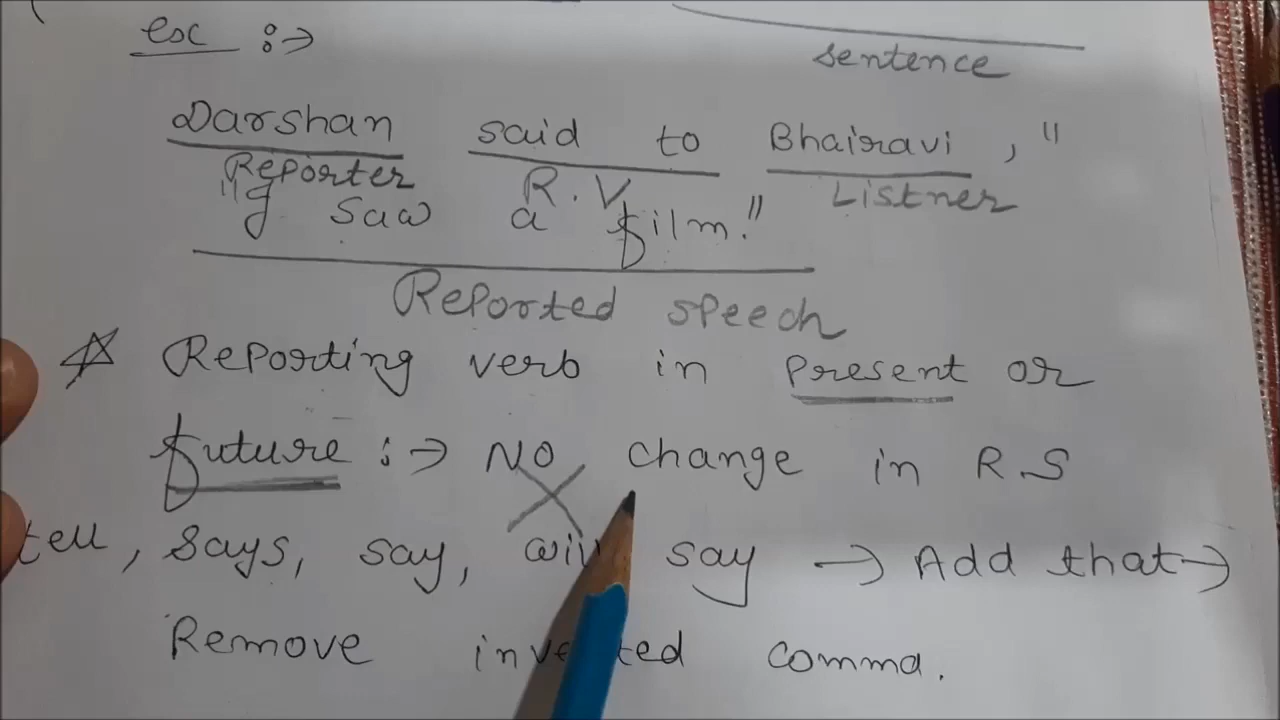 esc :→
sentence
Darshan said to Bhairavi , "
Reporter R.V Listner
"I saw a film."
Reported speech
☆ Reporting verb in present or
future :→ No change in R.S
tell, says, say, will say → Add that →
Remove inverted comma.